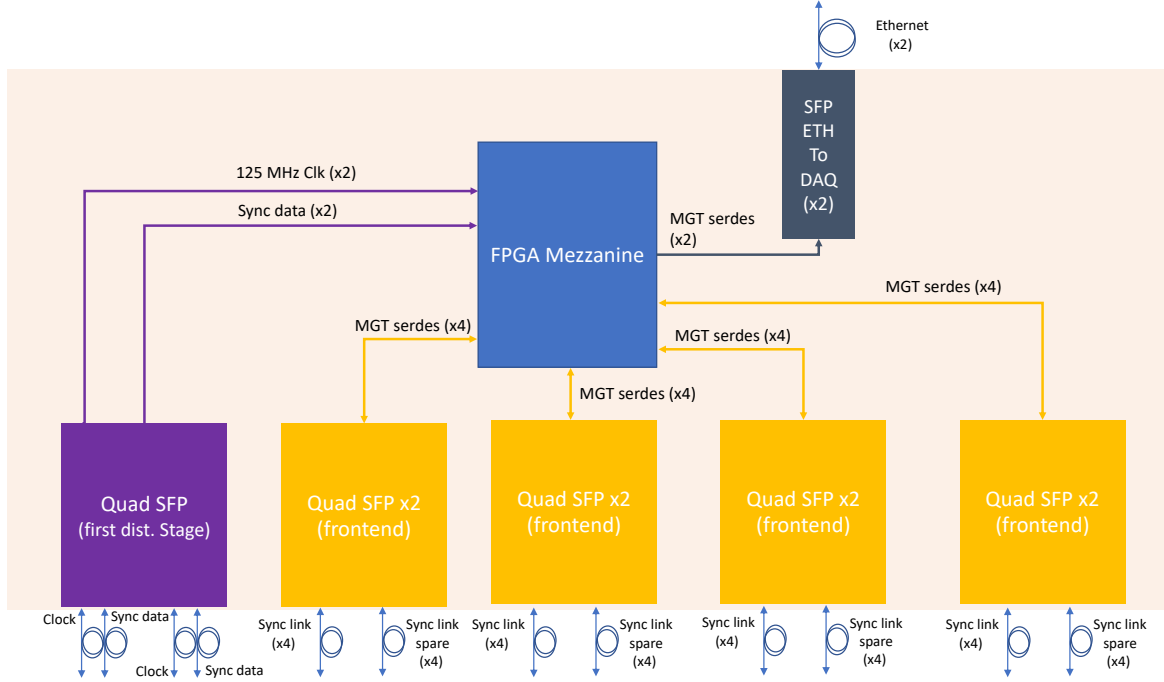 Ethernet
(x2)
SFP
ETH
To
DAQ
(x2)
125 MHz Clk (x2)
Sync data (x2)
MGT serdes
(x2)
FPGA Mezzanine
MGT serdes (x4)
MGT serdes (x4)
MGT serdes (x4)
MGT serdes (x4)
Quad SFP
(first dist. Stage)
Quad SFP x2
(frontend)
Quad SFP x2
(frontend)
Quad SFP x2
(frontend)
Quad SFP x2
(frontend)
Clock
Sync data
Clock
Sync data
Sync link
(x4)
Sync link
spare
(x4)
Sync link
(x4)
Sync link
spare
(x4)
Sync link
(x4)
Sync link
spare
(x4)
Sync link
(x4)
Sync link
spare
(x4)